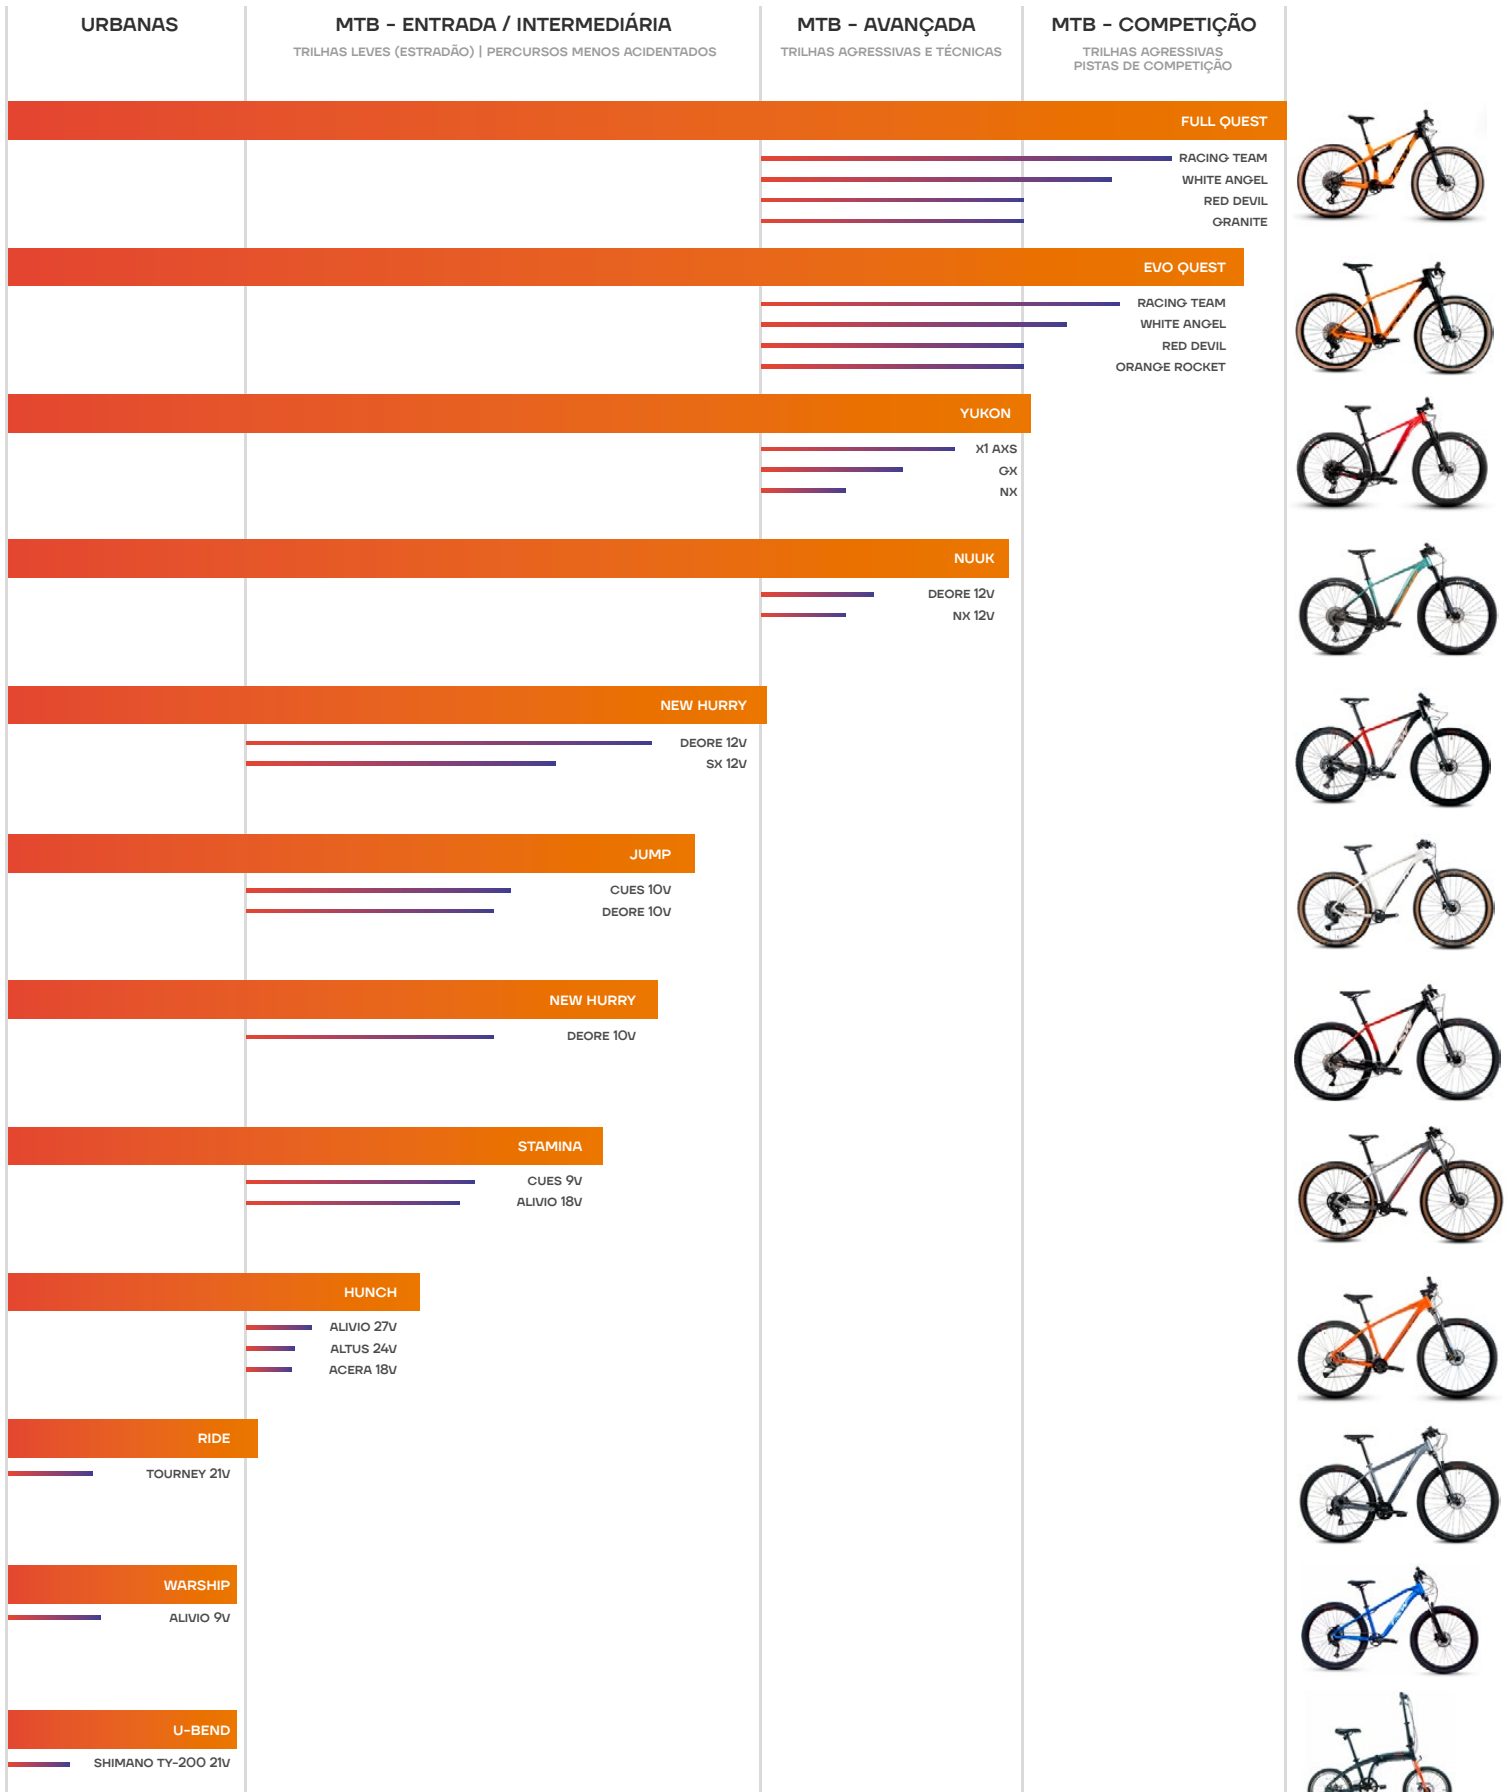 URBANAS
MTB - ENTRADA / INTERMEDIÁRIA
TRILHAS LEVES (ESTRADÃO) | PERCURSOS MENOS ACIDENTADOS
MTB - AVANÇADA
TRILHAS AGRESSIVAS E TÉCNICAS
MTB - COMPETIÇÃO
TRILHAS AGRESSIVAS
PISTAS DE COMPETIÇÃO
FULL QUEST
RACING TEAM
WHITE ANGEL
RED DEVIL
GRANITE
EVO QUEST
RACING TEAM
WHITE ANGEL
RED DEVIL
ORANGE ROCKET
YUKON
X1 AXS
GX
NX
NUUK
DEORE 12V
NX 12V
NEW HURRY
DEORE 12V
SX 12V
JUMP
CUES 10V
DEORE 10V
NEW HURRY
DEORE 10V
STAMINA
CUES 9V
ALIVIO 18V
HUNCH
ALIVIO 27V
ALTUS 24V
ACERA 18V
RIDE
TOURNEY 21V
WARSHIP
ALIVIO 9V
U-BEND
SHIMANO TY-200 21V